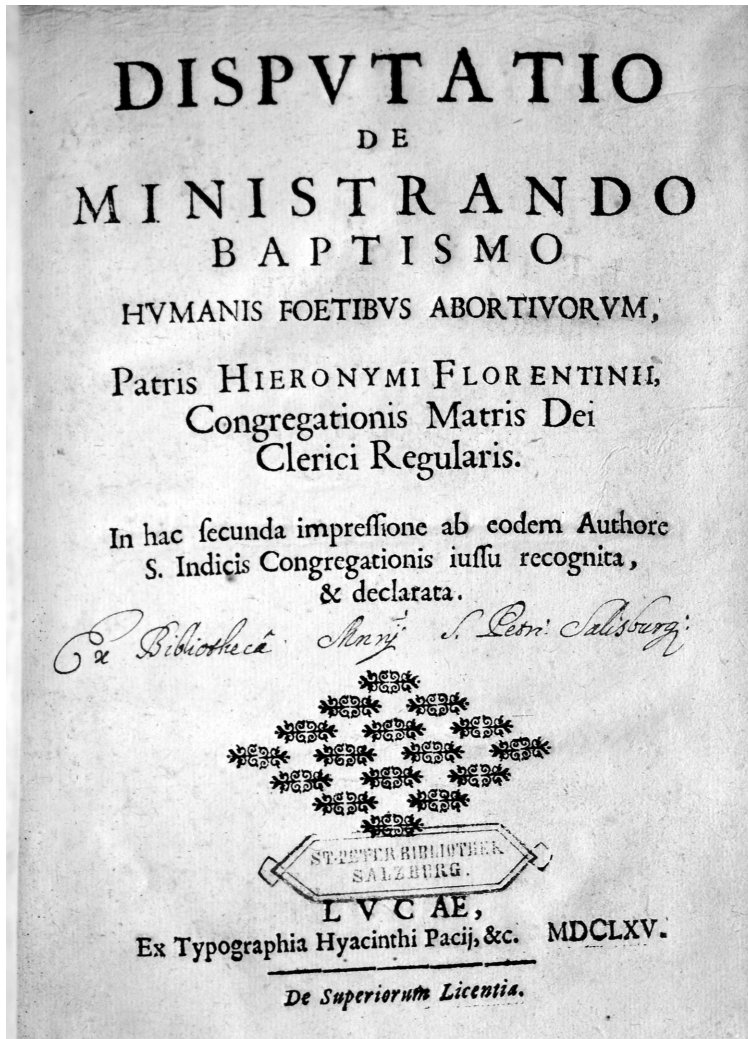 DISPVTATIO
DE
MINISTRANDO
BAPTISMO
HVMANIS FOETIBVS ABORTIVORVM,
Patris HIERONYMI FLORENTINII,
Congregationis Matris Dei
Clerici Regularis.
In hac ſecunda impreſſione ab eodem Authore
S. Indicis Congregationis iuſſu recognita,
& declarata.
Ex Bibliothecâ S. Petri Salisburgj:
ST. PETER BIBLIOTHEK
SALZBURG.
LVCAE,
Ex Typographia Hyacinthi Pacij, &c. MDCLXV.
De Superiorum Licentia.